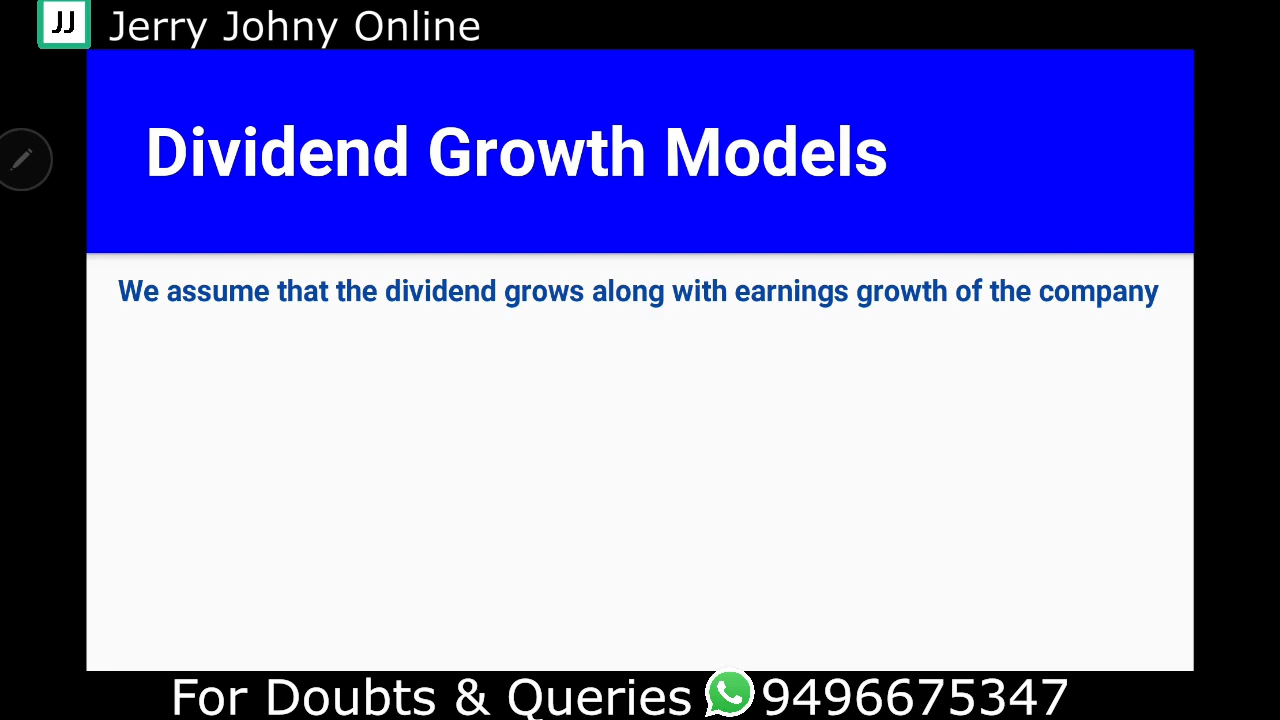 JJ Jerry Johny Online
Dividend Growth Models
We assume that the dividend grows along with earnings growth of the company
For Doubts & Queries 9496675347